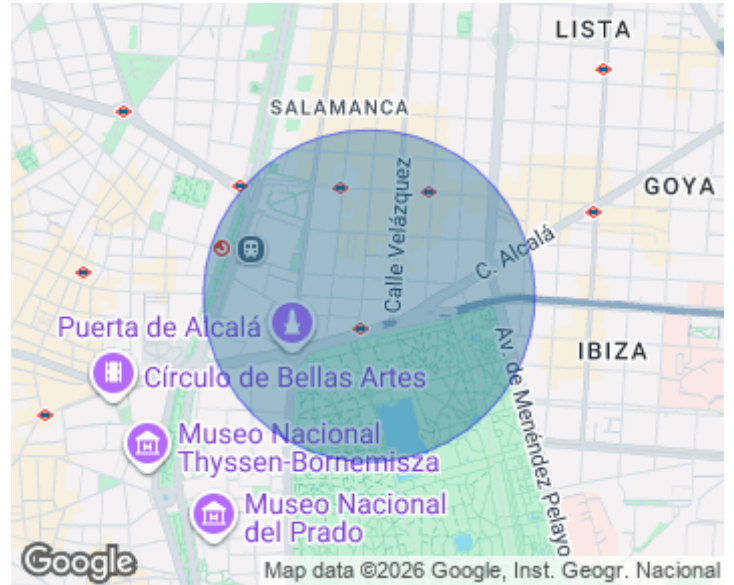 LISTA
SALAMANCA
GOYA
Calle Velázquez
C. Alcalá
Puerta de Alcalá
IBIZA
Círculo de Bellas Artes
Av. de Menéndez Pelayo
Museo Nacional
Thyssen-Bornemisza
Museo Nacional
del Prado
Google
Map data ©2026 Google, Inst. Geogr. Nacional